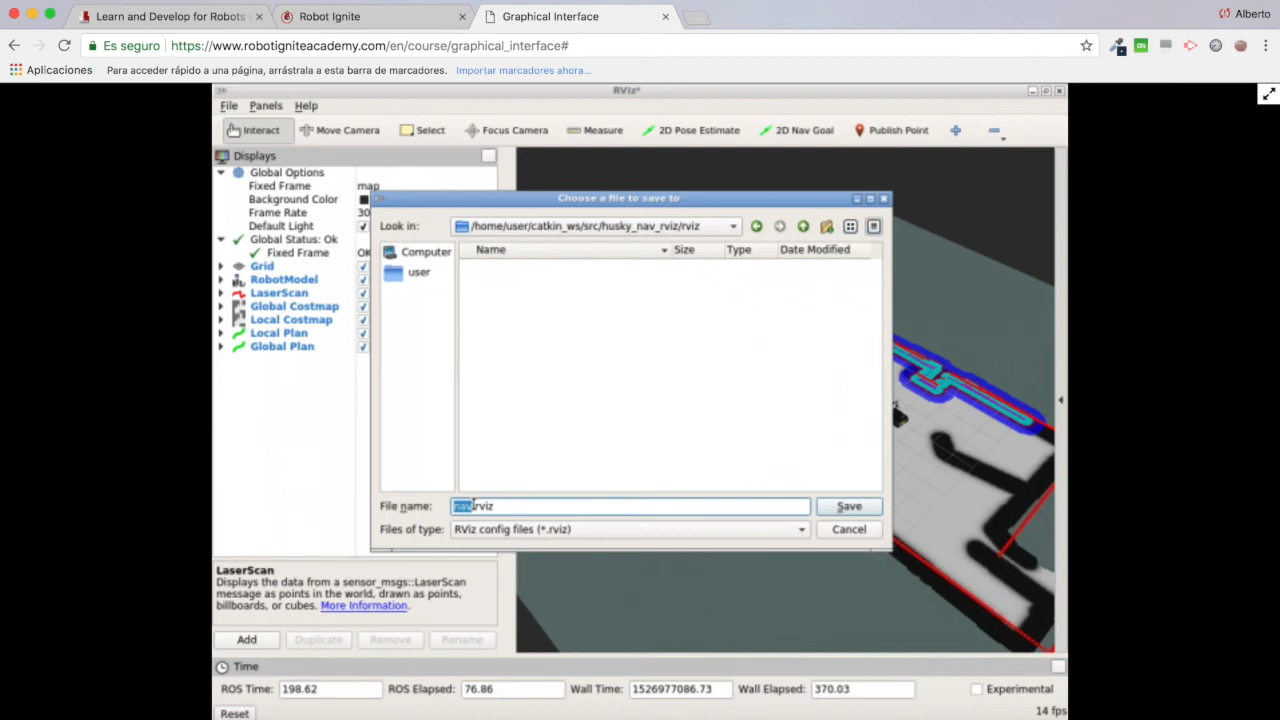 Learn and Develop for Robots
Robot Ignite
Graphical Interface
Alberto
Es seguro
https://www.robotigniteacademy.com/en/course/graphical_interface#
Aplicaciones
Para acceder rápido a una página, arrástrala a esta barra de marcadores.
Importar marcadores ahora...
RViz*
File Panels Help
Interact Move Camera Select Focus Camera Measure 2D Pose Estimate 2D Nav Goal Publish Point
Displays
Global Options
Fixed Frame map
Background Color
Frame Rate 30
Default Light
Global Status: Ok
Fixed Frame OK
Grid
RobotModel
LaserScan
Global Costmap
Local Costmap
Local Plan
Global Plan
Choose a file to save to
Look in: /home/user/catkin_ws/src/husky_nav_rviz/rviz
Computer
user
Name Size Type Date Modified
File name: nav.rviz Save
Files of type: RViz config files (*.rviz) Cancel
LaserScan
Displays the data from a sensor_msgs::LaserScan
message as points in the world, drawn as points,
billboards, or cubes. More Information.
Add Duplicate Remove Rename
Time
ROS Time: 198.62 ROS Elapsed: 76.86 Wall Time: 1526977086.73 Wall Elapsed: 370.03 Experimental
Reset 14 fps